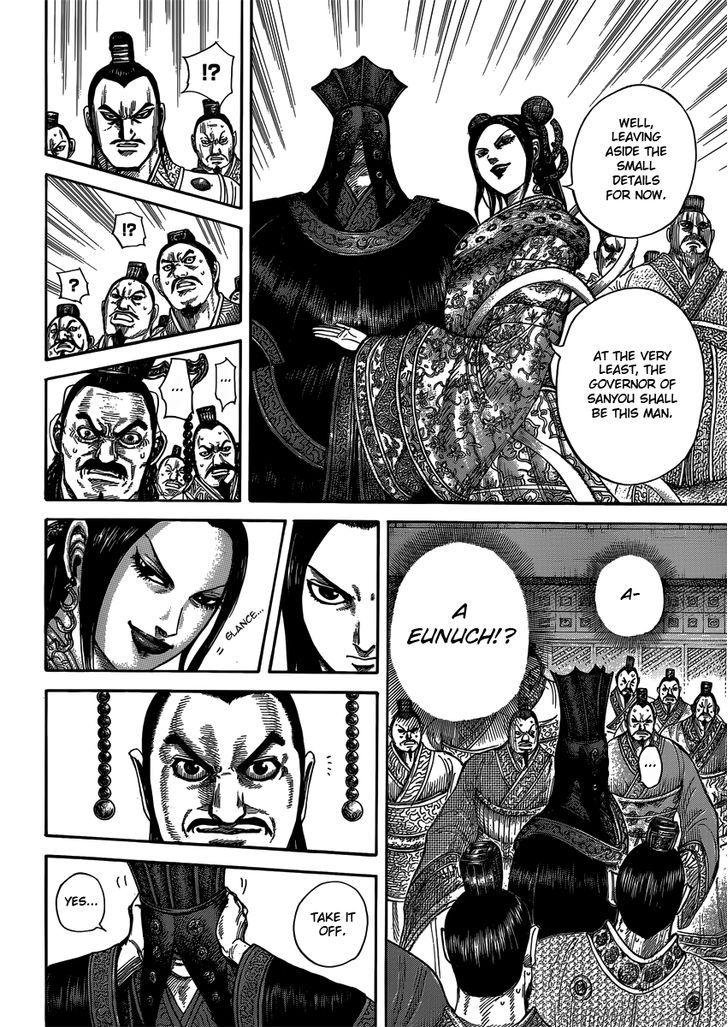 WELL,
LEAVING
ASIDE THE
SMALL
DETAILS
FOR NOW.
AT THE VERY
LEAST, THE
GOVERNOR OF
SANYOU SHALL
BE THIS MAN.
!?
!?
?
...
...
A-
A
EUNUCH!?
...
GLANCE...
TAKE IT
OFF.
YES...